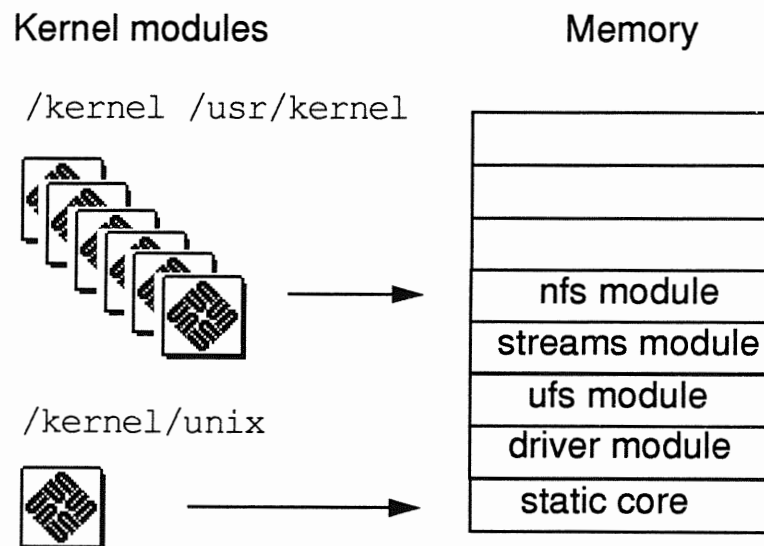 Kernel modules
Memory
/kernel /usr/kernel
nfs module
streams module
ufs module
driver module
/kernel/unix
static core